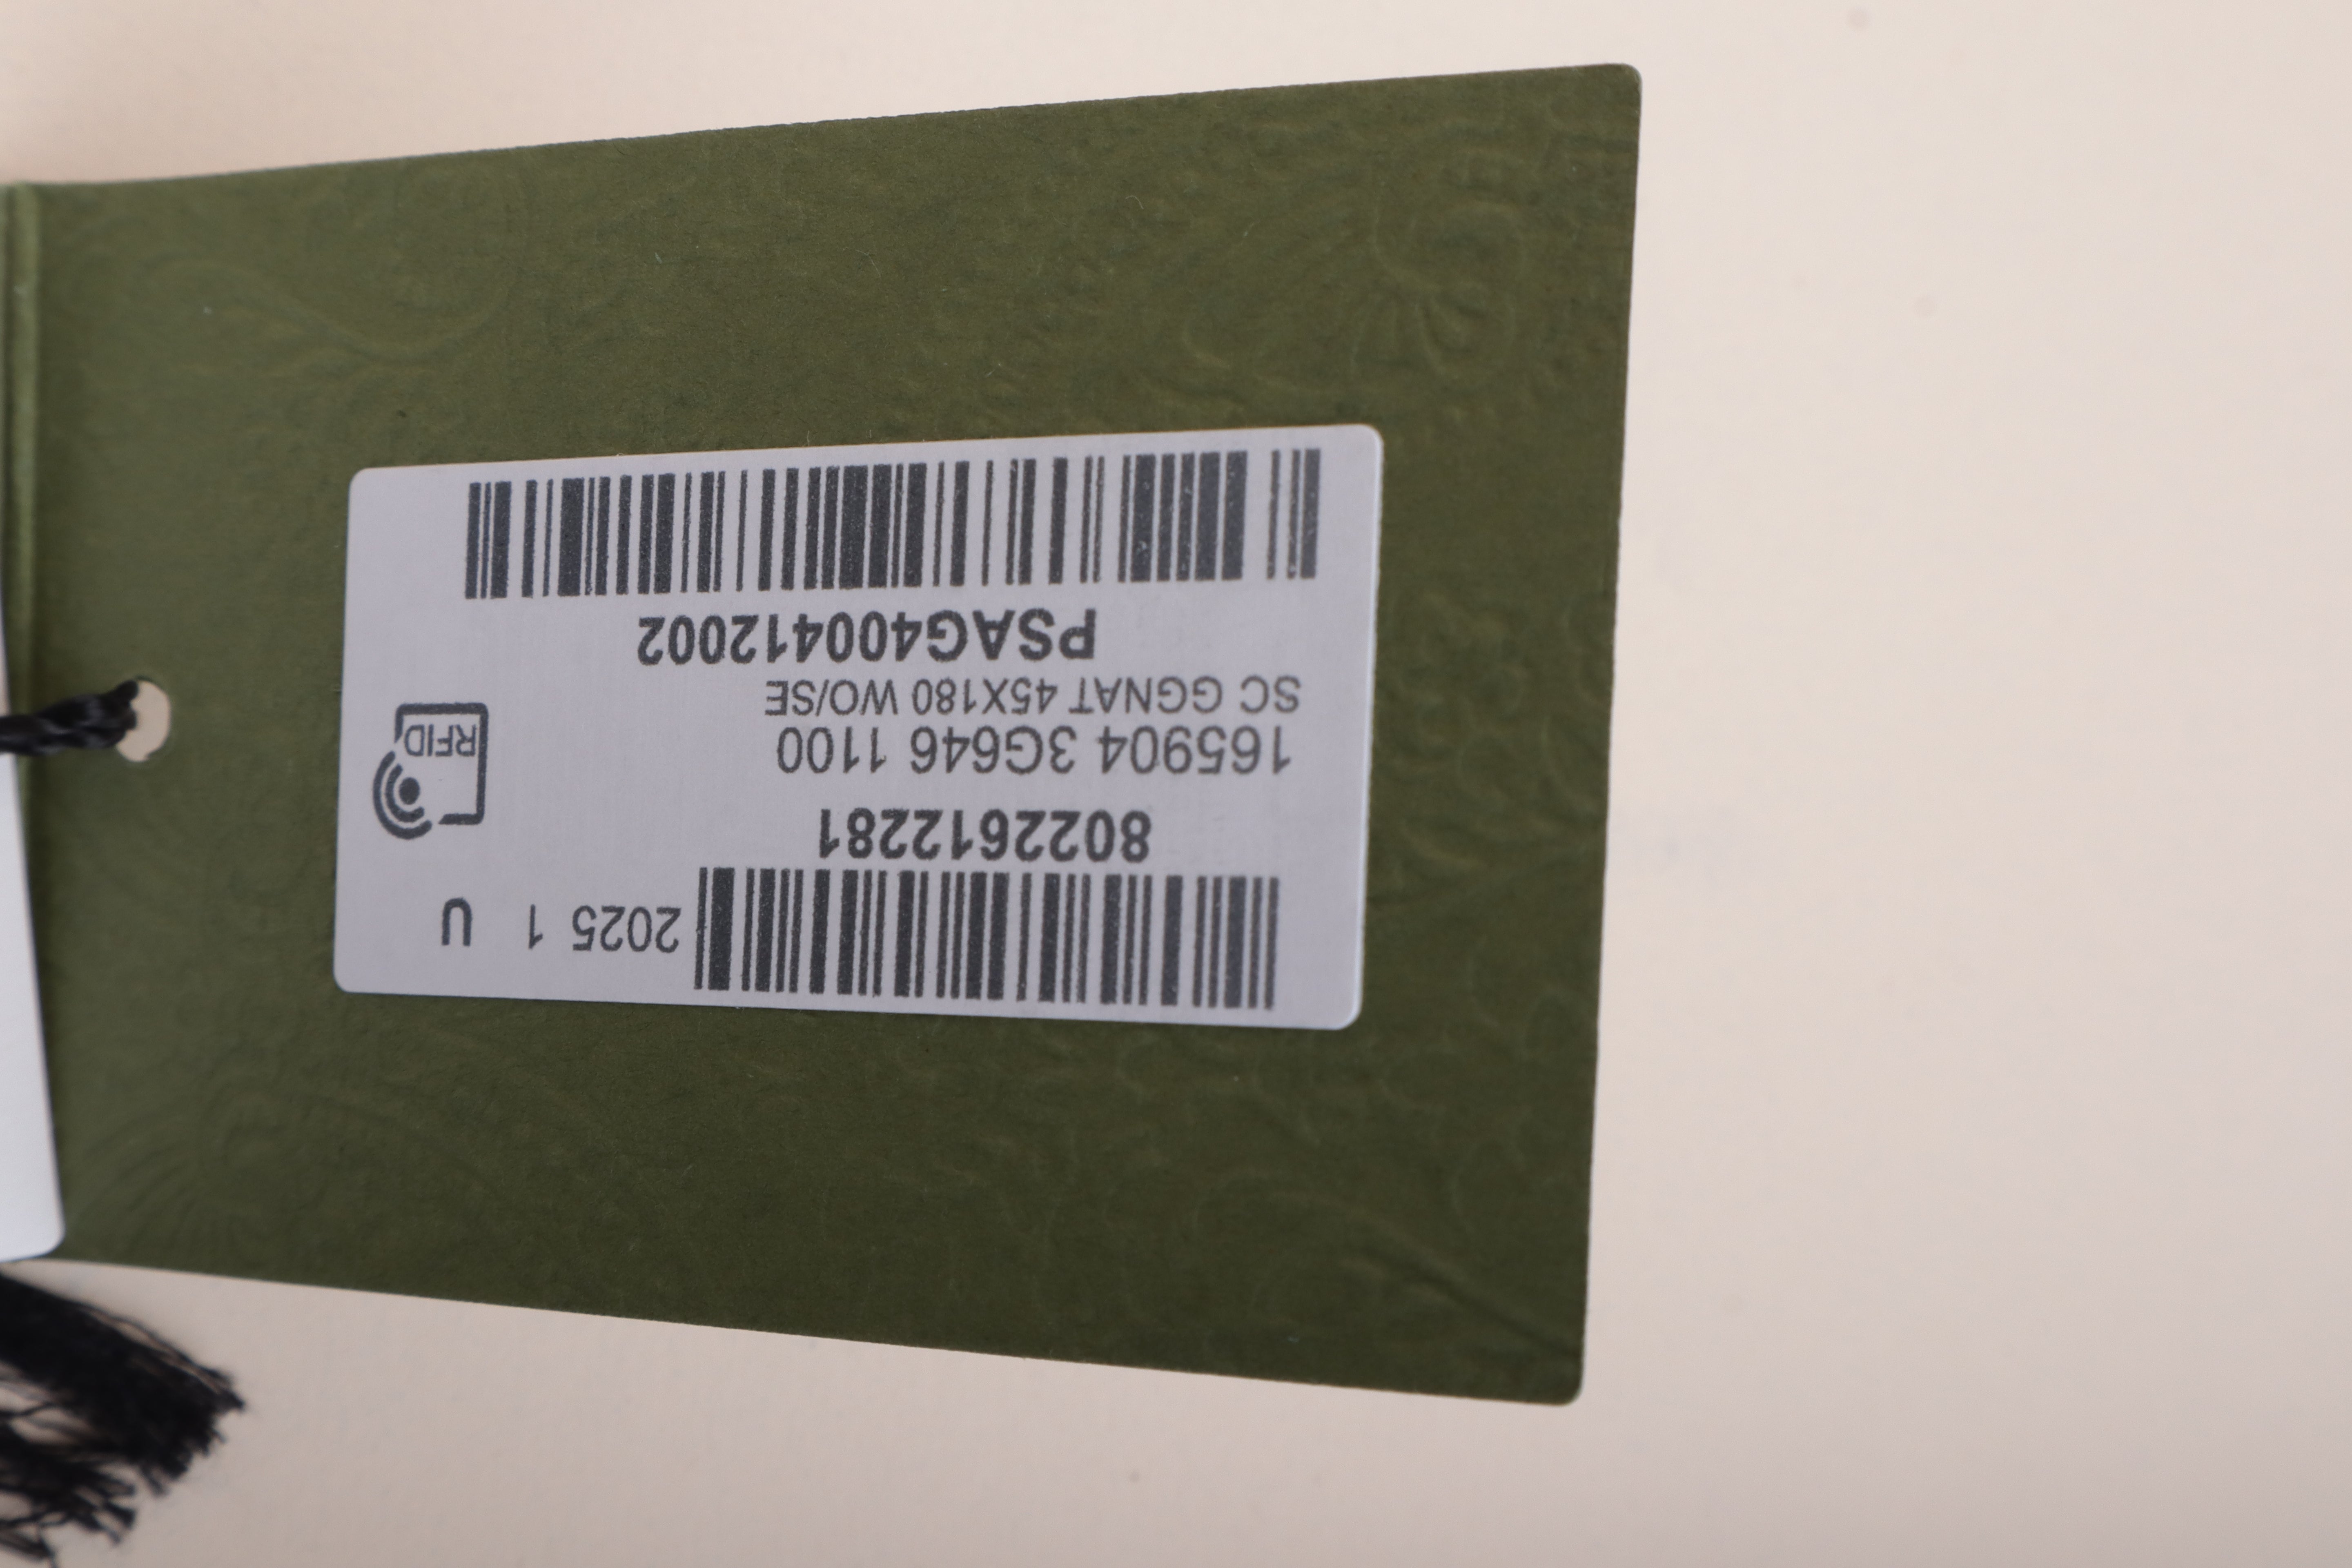 2025 1 U
8022612281
165904 3G646 1100
SC GGNAT 45X180 WO/SE
PSAG400412002
RFID